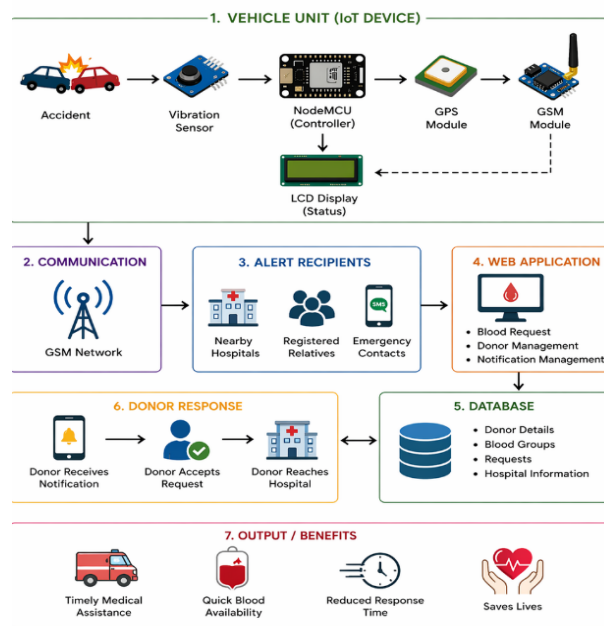 1. VEHICLE UNIT (IoT DEVICE)
Accident
Vibration
Sensor
NodeMCU
(Controller)
GPS
Module
GSM
Module
LCD Display
(Status)
2. COMMUNICATION
GSM Network
3. ALERT RECIPIENTS
Nearby
Hospitals
Registered
Relatives
SMS
Emergency
Contacts
4. WEB APPLICATION
• Blood Request
• Donor Management
• Notification Management
6. DONOR RESPONSE
Donor Receives
Notification
Donor Accepts
Request
Donor Reaches
Hospital
5. DATABASE
• Donor Details
• Blood Groups
• Requests
• Hospital Information
7. OUTPUT / BENEFITS
Timely Medical
Assistance
Quick Blood
Availability
Reduced Response
Time
Saves Lives